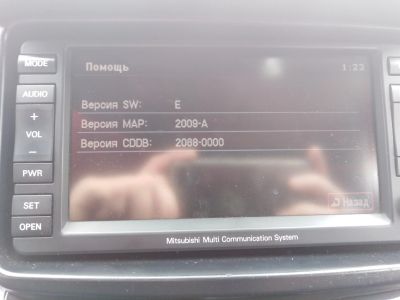 MODE
AUDIO
+
VOL
−
PWR
SET
OPEN
Помощь 1:23
Версия SW: E
Версия MAP: 2009-A
Версия CDDB: 2088-0000
Назад
Mitsubishi Multi Communication System